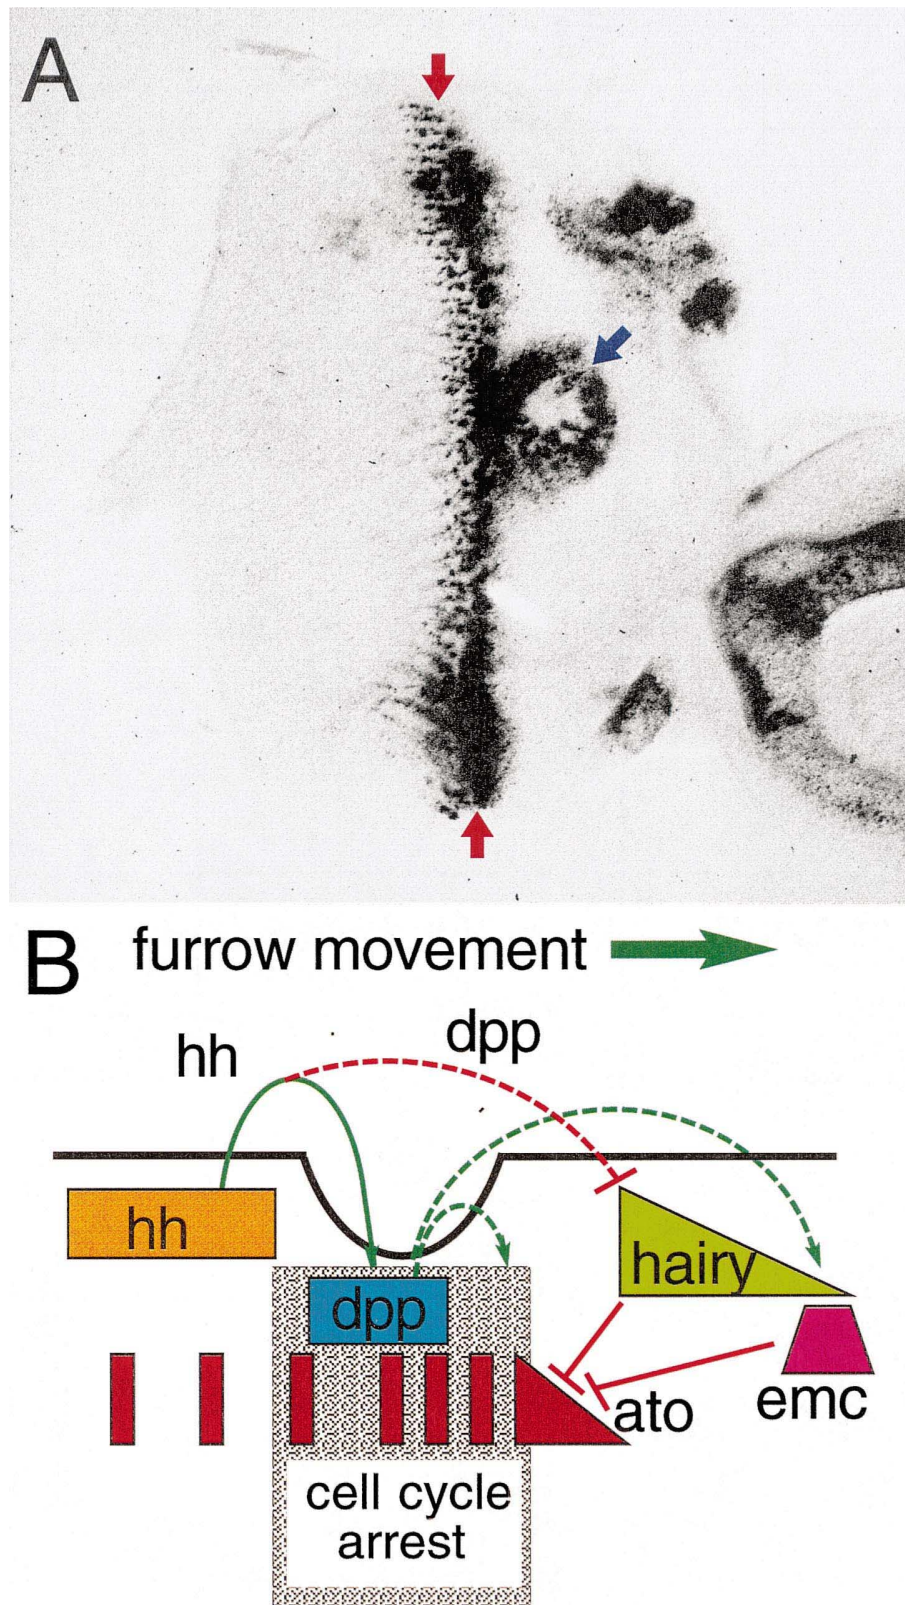 A
B furrow movement
hh dpp
hh
hairy
dpp
ato emc
cell cycle
arrest